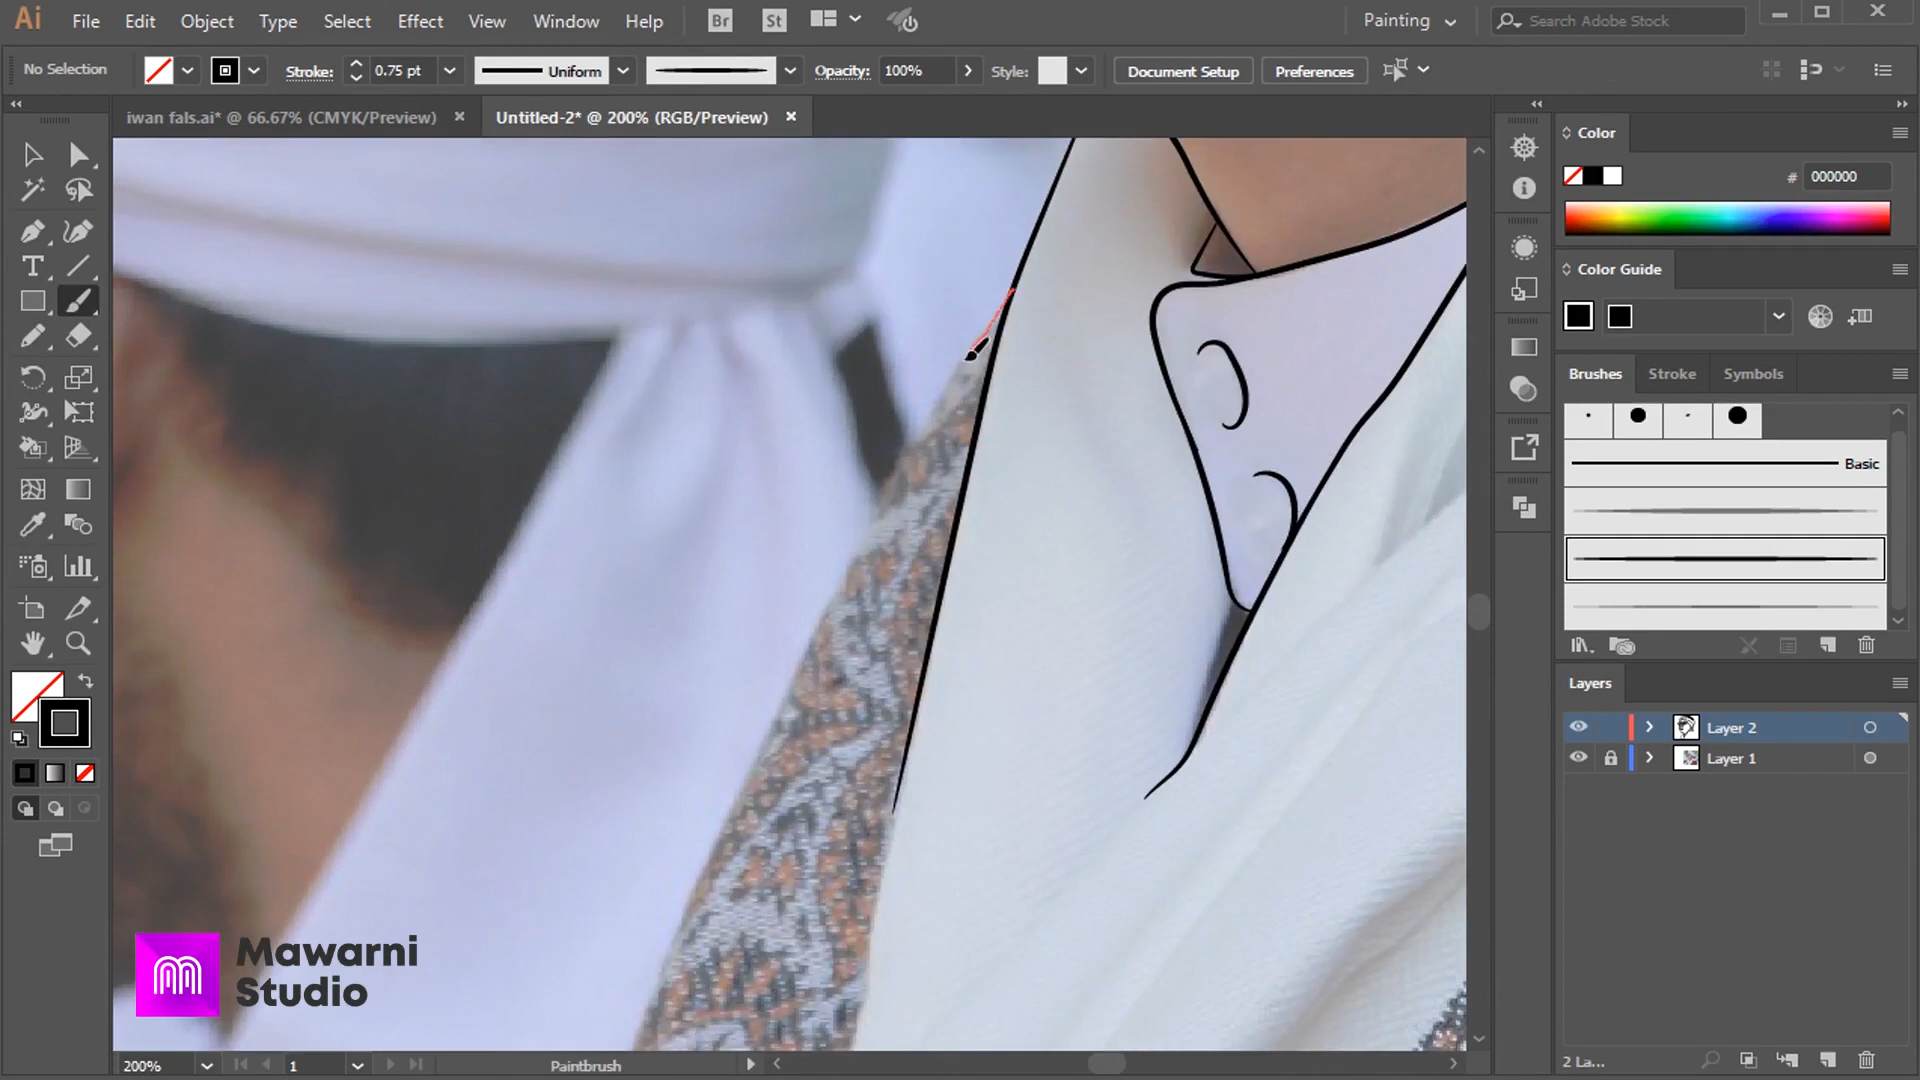 Ai File Edit Object Type Select Effect View Window Help Br St Painting Search Adobe Stock
No Selection Stroke: 0.75 pt Uniform Opacity: 100% Style: Document Setup Preferences
iwan fals.ai* @ 66.67% (CMYK/Preview) Untitled-2* @ 200% (RGB/Preview)
Color
# 000000
Color Guide
Brushes Stroke Symbols
Basic
Layers
Layer 2
Layer 1
Mawarni
Studio
200% 1 Paintbrush 2 La...